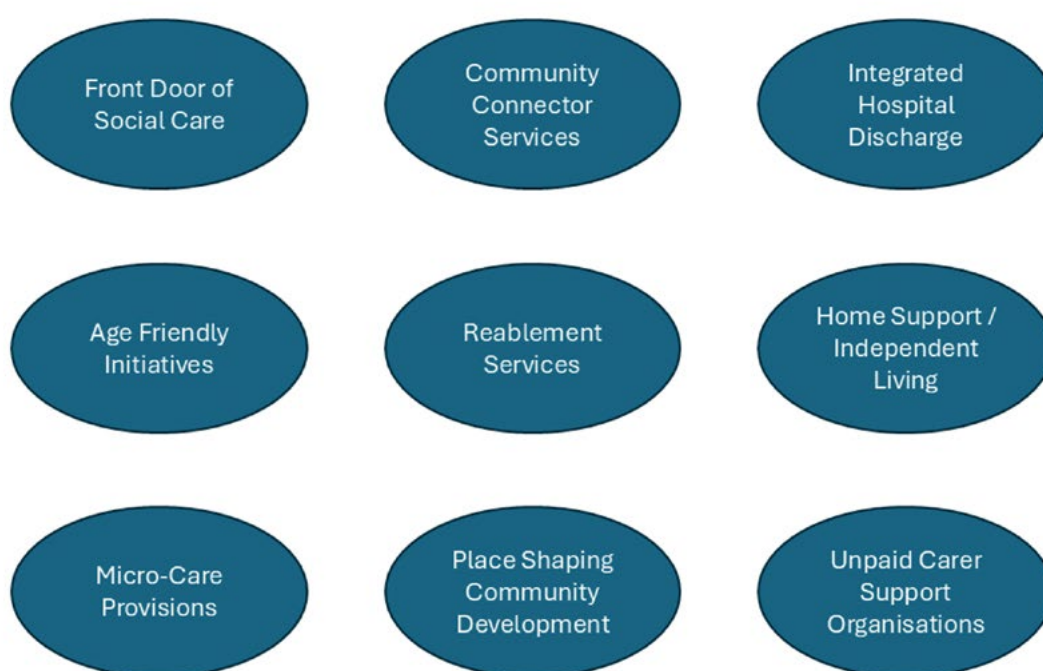 Front Door of
Social Care
Community
Connector
Services
Integrated
Hospital
Discharge
Age Friendly
Initiatives
Reablement
Services
Home Support /
Independent
Living
Micro-Care
Provisions
Place Shaping
Community
Development
Unpaid Carer
Support
Organisations